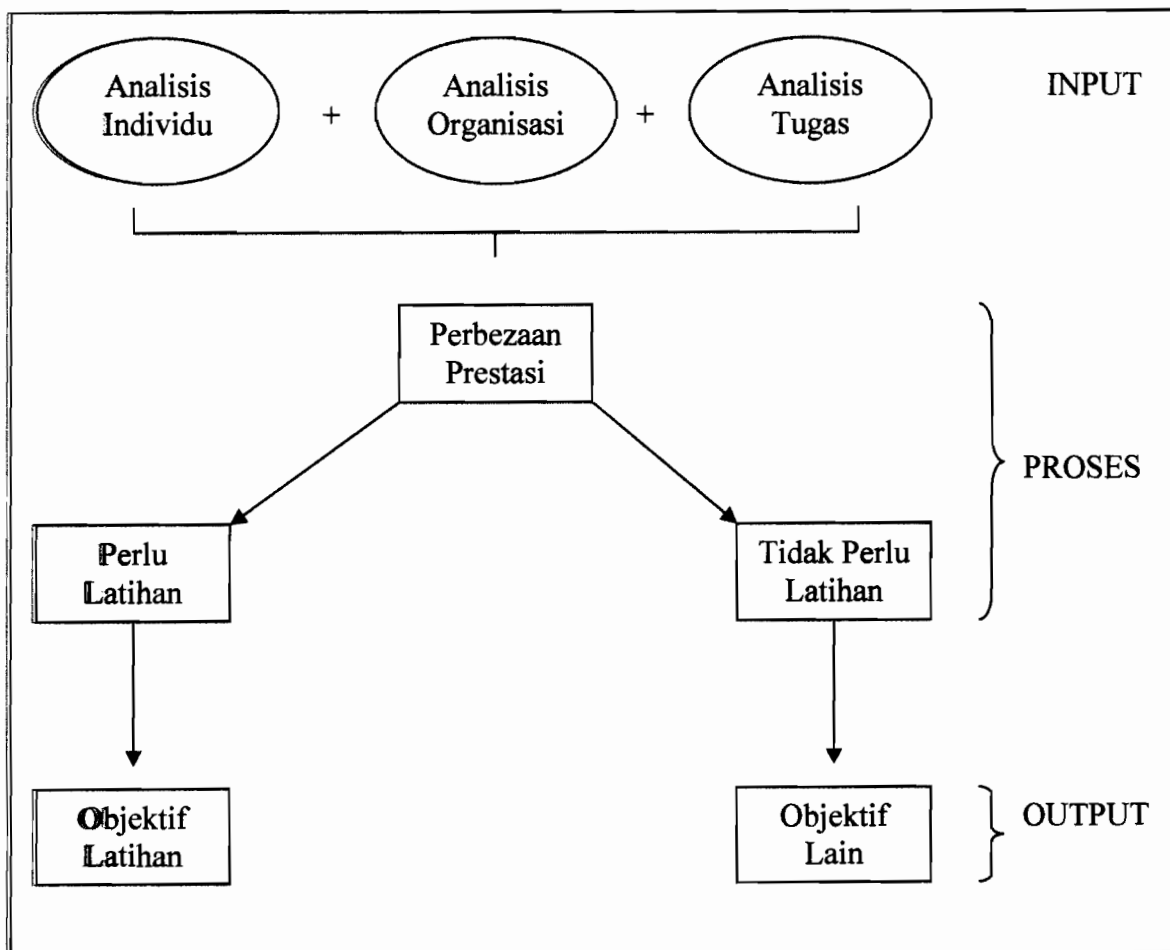 Analisis
Individu
+
Analisis
Organisasi
+
Analisis
Tugas
INPUT
Perbezaan
Prestasi
PROSES
Perlu
Latihan
Tidak Perlu
Latihan
Objektif
Latihan
Objektif
Lain
OUTPUT